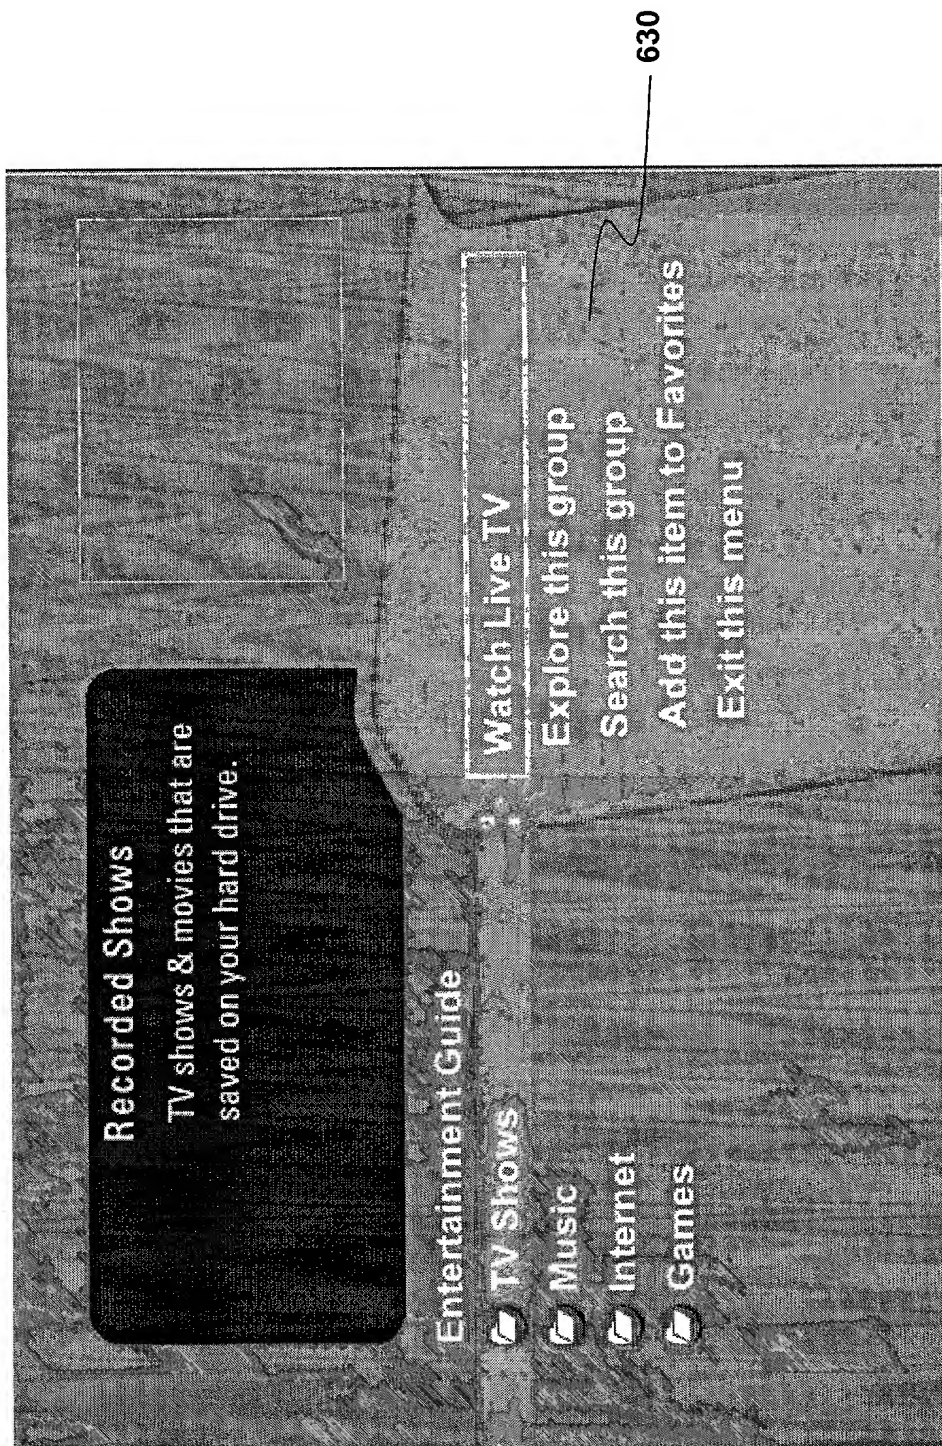 630
Recorded Shows
TV shows & movies that are
saved on your hard drive.
Entertainment Guide
TV Shows
Music
Internet
Games
Watch Live TV
Explore this group
Search this group
Add this item to Favorites
Exit this menu